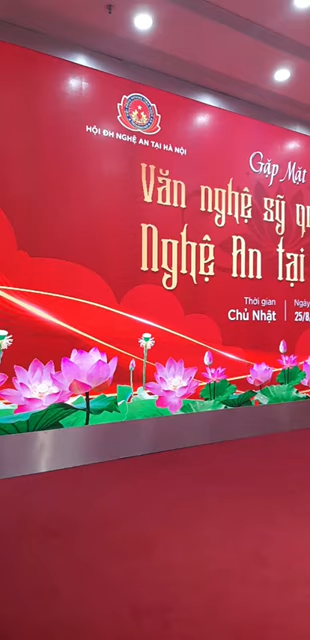 HỘI ĐH NGHỆ AN TẠI HÀ NỘI
Gặp Mặt
Văn nghệ sỹ qu
Nghệ An tại
Thời gian
Chủ Nhật
Ngày
25/8/